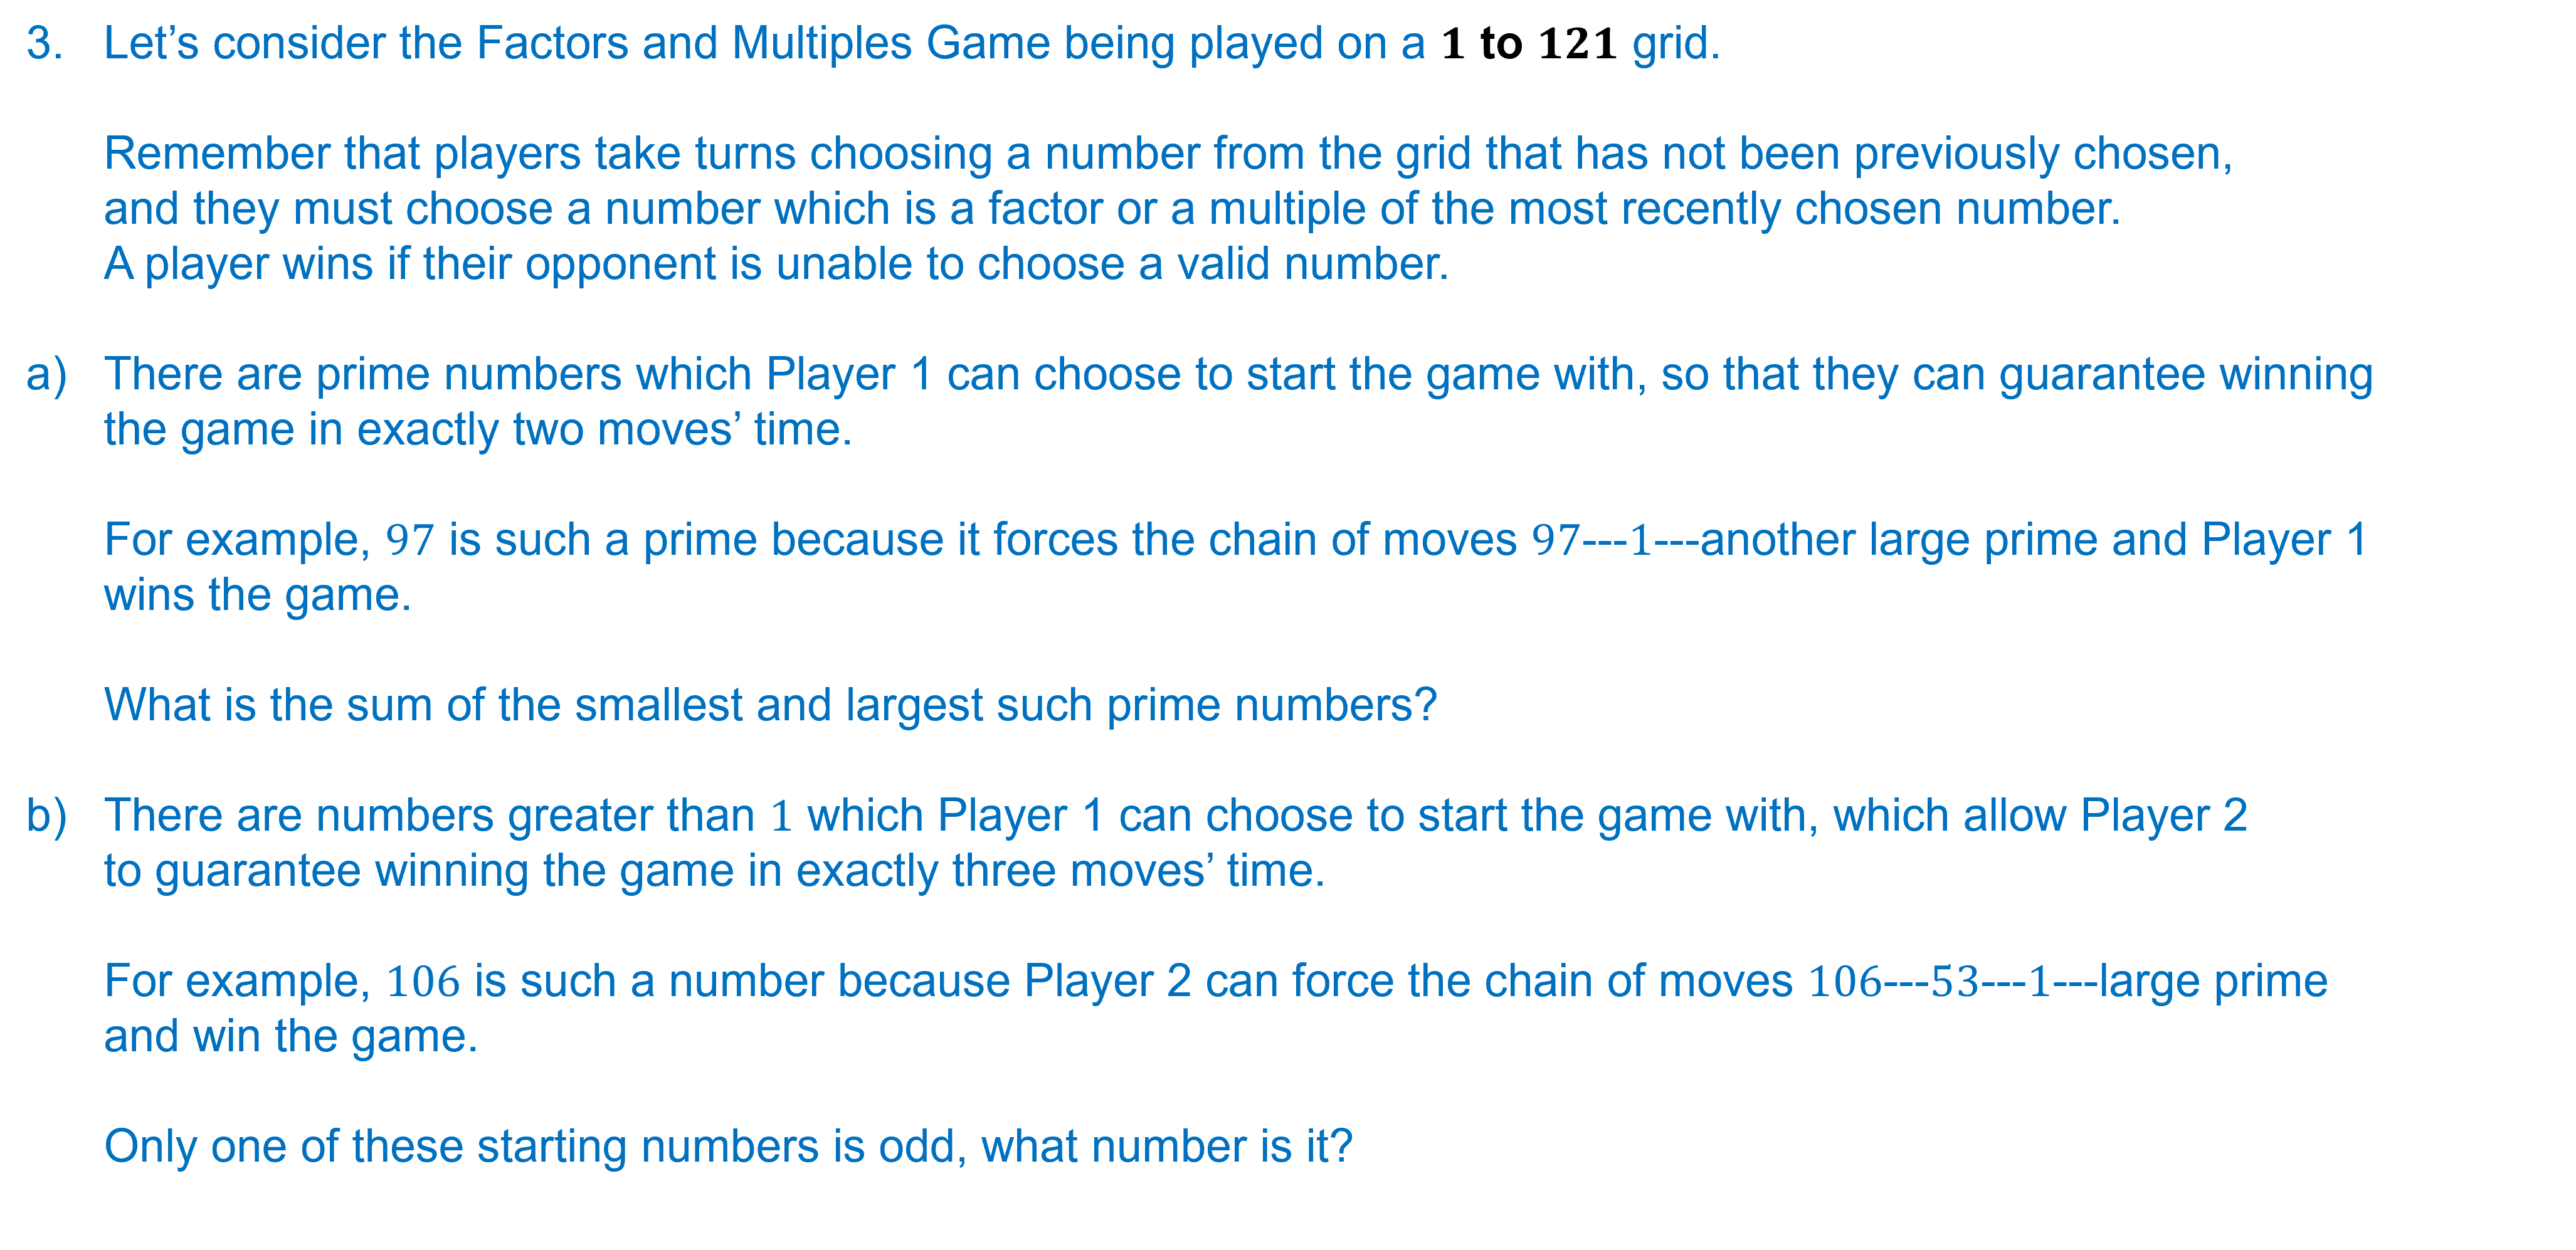 3. Let’s consider the Factors and Multiples Game being played on a 1 to 121 grid.
Remember that players take turns choosing a number from the grid that has not been previously chosen,
and they must choose a number which is a factor or a multiple of the most recently chosen number.
A player wins if their opponent is unable to choose a valid number.
a) There are prime numbers which Player 1 can choose to start the game with, so that they can guarantee winning
the game in exactly two moves’ time.
For example, 97 is such a prime because it forces the chain of moves 97---1---another large prime and Player 1
wins the game.
What is the sum of the smallest and largest such prime numbers?
b) There are numbers greater than 1 which Player 1 can choose to start the game with, which allow Player 2
to guarantee winning the game in exactly three moves’ time.
For example, 106 is such a number because Player 2 can force the chain of moves 106---53---1---large prime
and win the game.
Only one of these starting numbers is odd, what number is it?